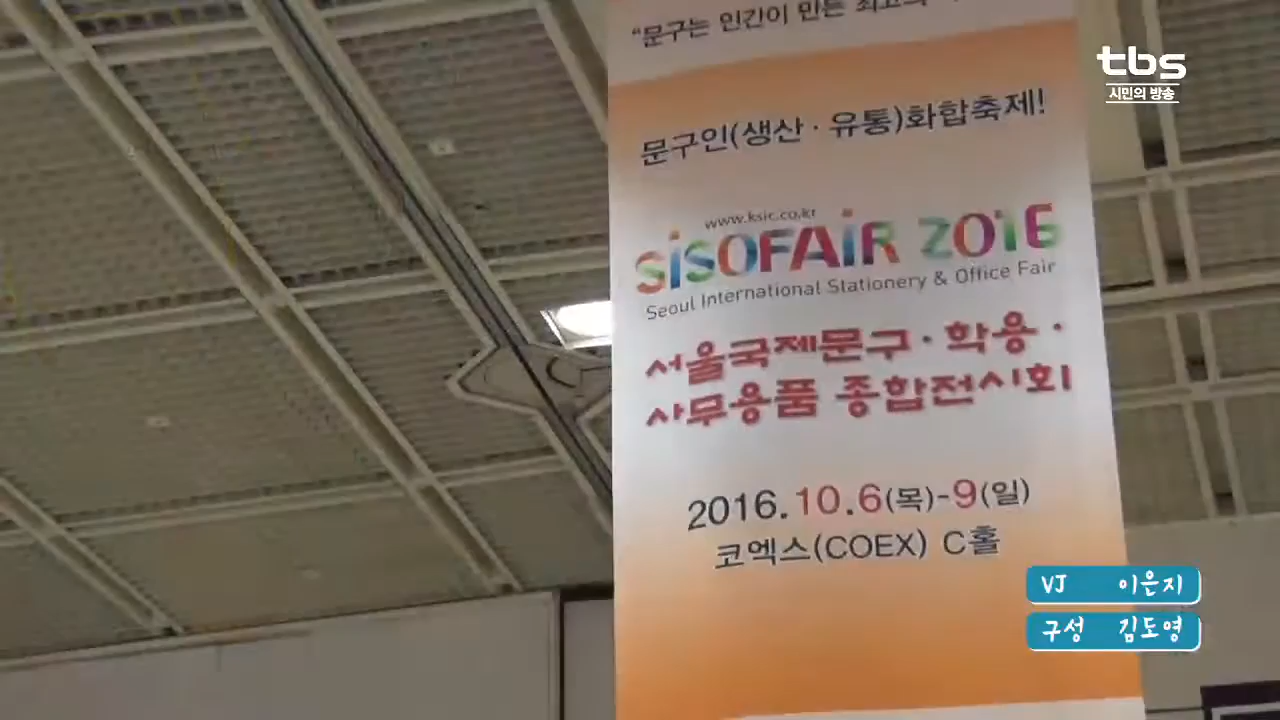 "문구는 인간이 만든 최고의
문구인(생산·유통)화합축제!
www.ksic.co.kr
SiSOFAiR 2016
Seoul International Stationery & Office Fair
서울국제문구·학용·
사무용품 종합전시회
2016.10.6(목)-9(일)
코엑스(COEX) C홀
tbs
시민의 방송
VJ 이은지
구성 김도영